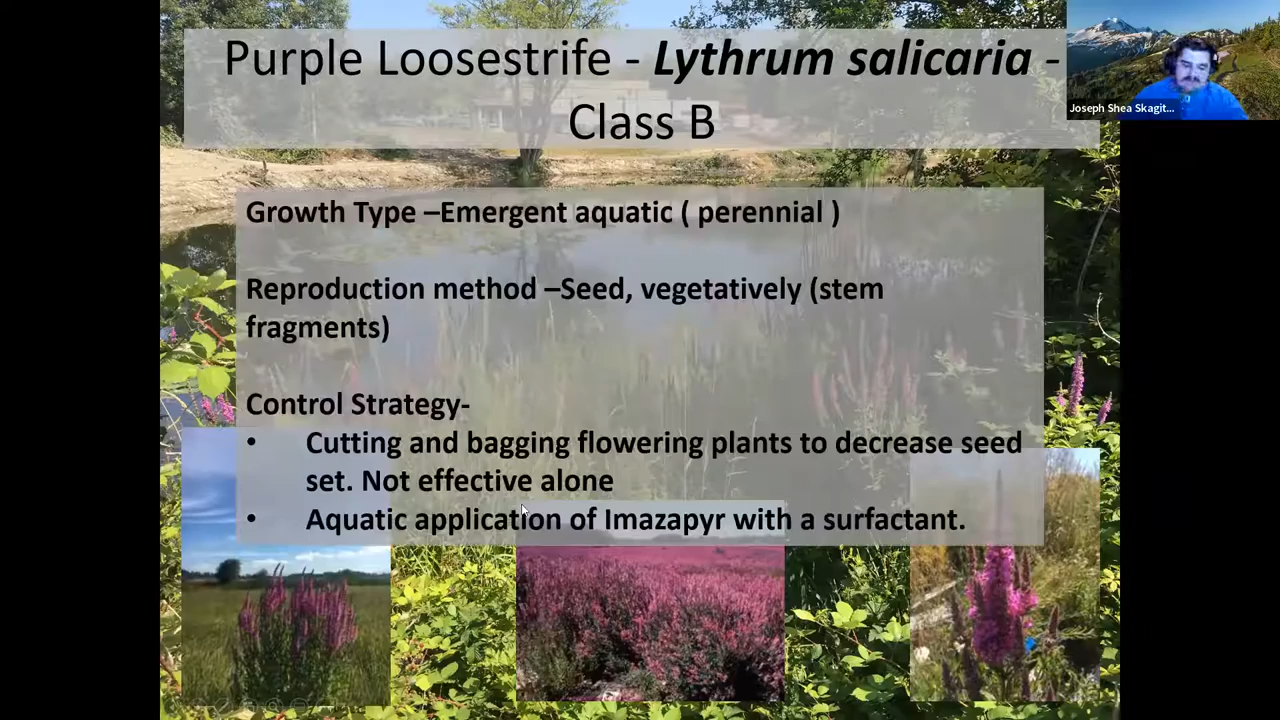 Purple Loosestrife - Lythrum salicaria -
Class B
Joseph Shea Skagit...
Growth Type –Emergent aquatic ( perennial )
Reproduction method –Seed, vegetatively (stem
fragments)
Control Strategy-
• Cutting and bagging flowering plants to decrease seed
set. Not effective alone
• Aquatic application of Imazapyr with a surfactant.